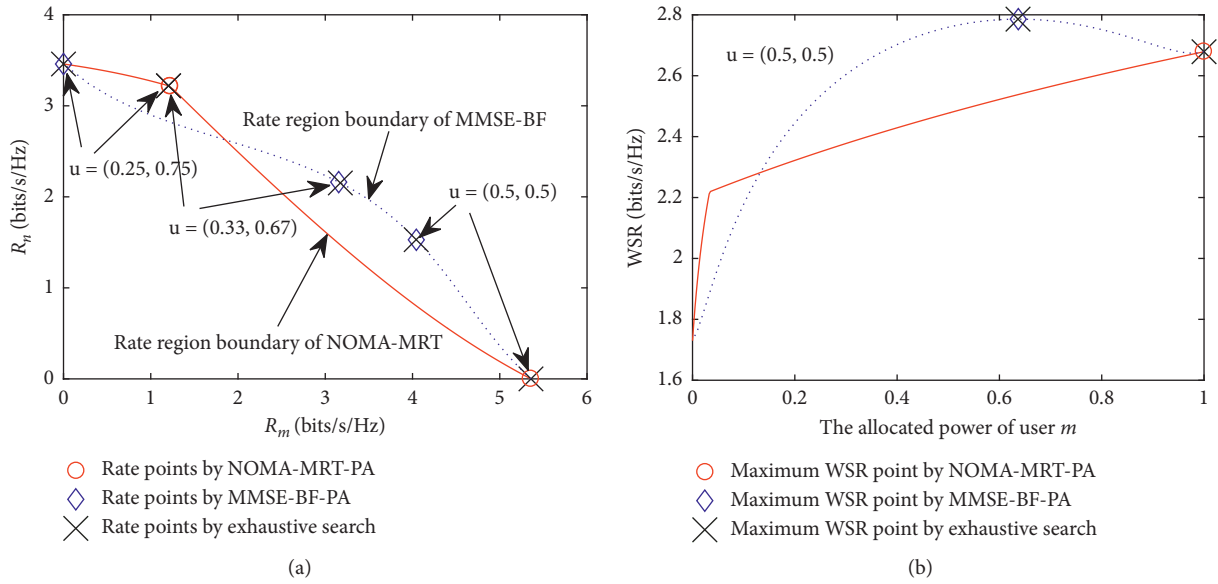 4
3
2
1
0
R_n (bits/s/Hz)
Rate region boundary of MMSE-BF
u = (0.25, 0.75)
u = (0.5, 0.5)
u = (0.33, 0.67)
Rate region boundary of NOMA-MRT
0 1 2 3 4 5 6
R_m (bits/s/Hz)
Rate points by NOMA-MRT-PA
Rate points by MMSE-BF-PA
Rate points by exhaustive search
(a)
2.8
2.6
2.4
2.2
2
1.8
1.6
WSR (bits/s/Hz)
u = (0.5, 0.5)
0 0.2 0.4 0.6 0.8 1
The allocated power of user m
Maximum WSR point by NOMA-MRT-PA
Maximum WSR point by MMSE-BF-PA
Maximum WSR point by exhaustive search
(b)